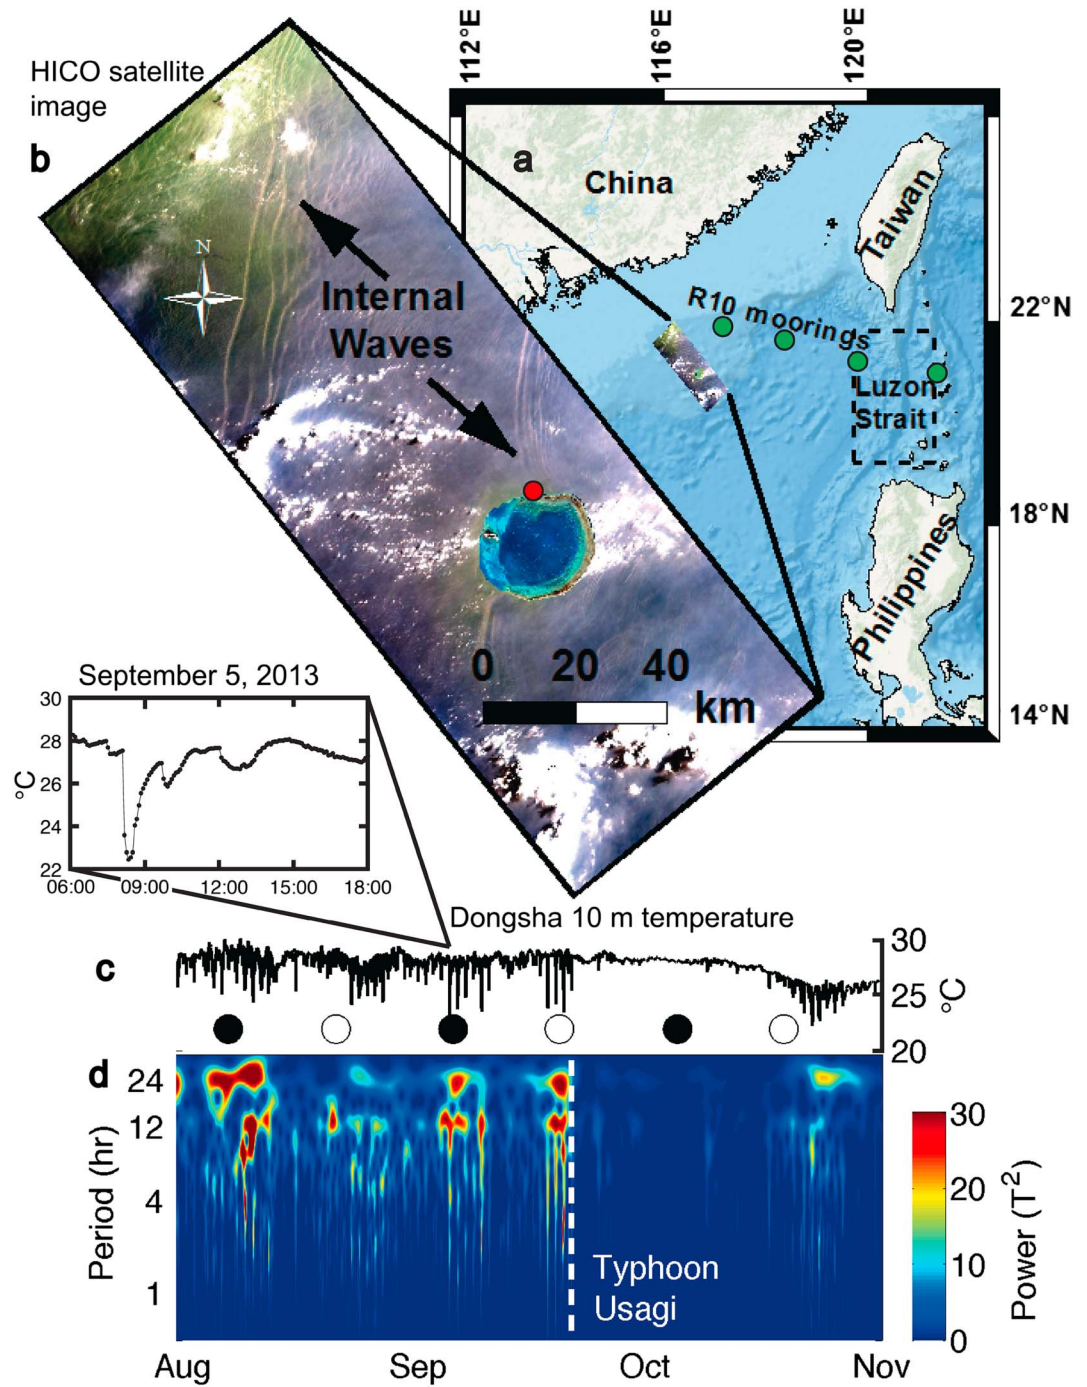 HICO satellite
image
b
N
Internal
Waves
0 20 40
km
112°E
116°E
120°E
a
China
Taiwan
R10 moorings
Luzon
Strait
Philippines
22°N
18°N
14°N
September 5, 2013
30
28
26
24
22
°C
06:00
09:00
12:00
15:00
18:00
Dongsha 10 m temperature
c
30
25
20
°C
d
24
12
4
1
Period (hr)
Typhoon
Usagi
Aug
Sep
Oct
Nov
30
20
10
0
Power (T²)